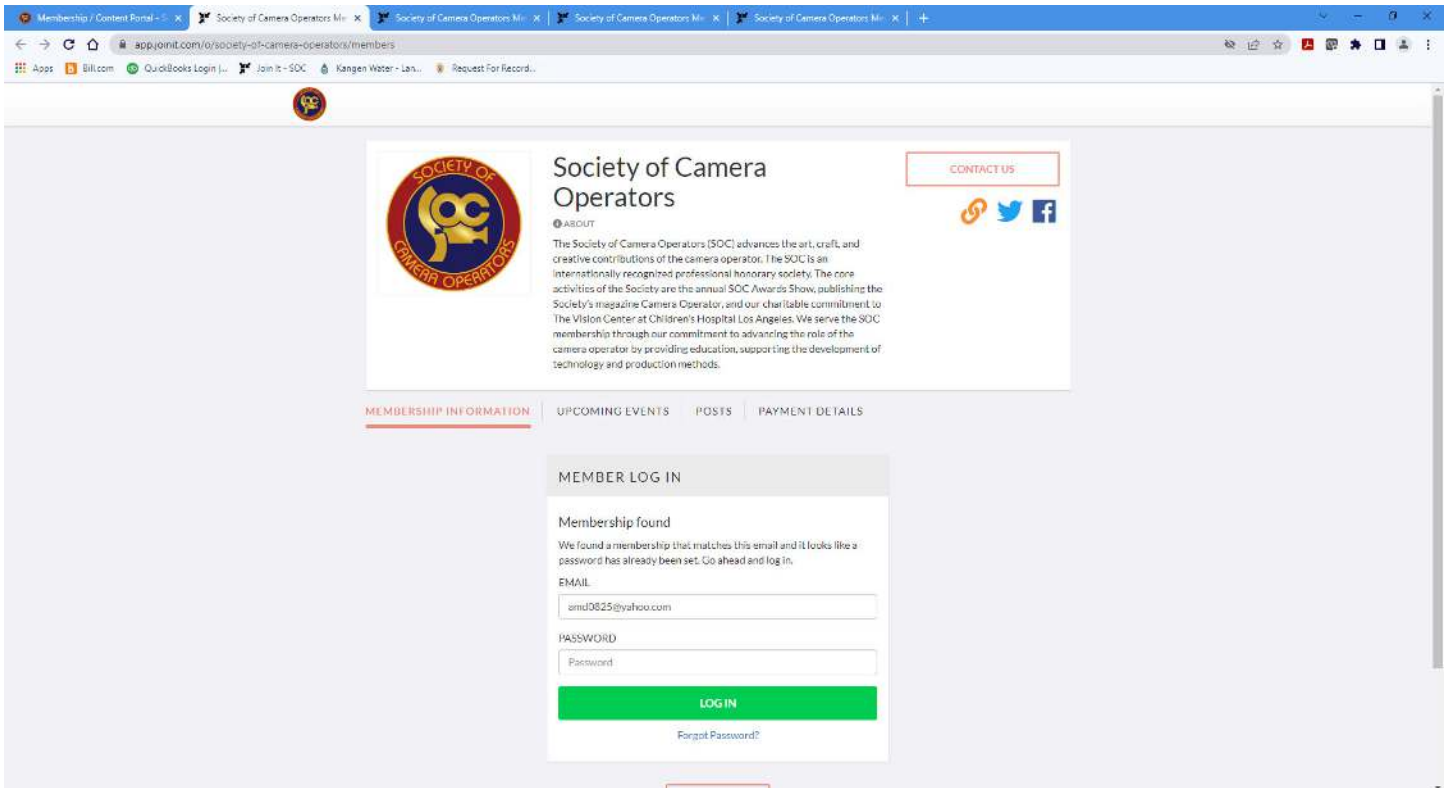 Membership / Content Portal - S
Society of Camera Operators Me
Society of Camera Operators Me
Society of Camera Operators Me
Society of Camera Operators Me
app.joinit.com/o/society-of-camera-operators/members
Apps
Bill.com
QuickBooks Login |...
Join It - SOC
Kangen Water - Lan...
Request For Record...
SOCIETY OF
CAMERA OPERATORS
Society of Camera
Operators
ABOUT
The Society of Camera Operators (SOC) advances the art, craft, and
creative contributions of the camera operator. The SOC is an
internationally recognized professional honorary society. The core
activities of the Society are the annual SOC Awards Show, publishing the
Society's magazine Camera Operator, and our charitable commitment to
The Vision Center at Children's Hospital Los Angeles. We serve the SOC
membership through our commitment to advancing the role of the
camera operator by providing education, supporting the development of
technology and production methods.
CONTACT US
MEMBERSHIP INFORMATION
UPCOMING EVENTS
POSTS
PAYMENT DETAILS
MEMBER LOG IN
Membership found
We found a membership that matches this email and it looks like a
password has already been set. Go ahead and log in.
EMAIL
amd0825@yahoo.com
PASSWORD
Password
LOG IN
Forgot Password?